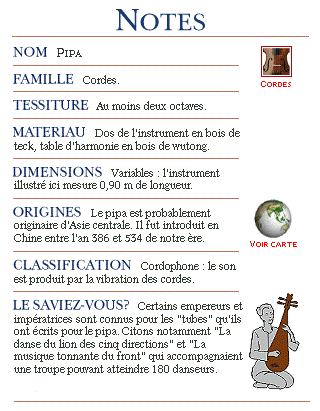 NOTES
NOM PIPA
CORDES
FAMILLE Cordes.
TESSITURE Au moins deux octaves.
MATERIAU Dos de l'instrument en bois de
teck, table d'harmonie en bois de wutong.
DIMENSIONS Variables : l'instrument
illustré ici mesure 0,90 m de longueur.
ORIGINES Le pipa est probablement
originaire d'Asie centrale. Il fut introduit en
Chine entre l'an 386 et 534 de notre ère.
VOIR CARTE
CLASSIFICATION Cordophone : le son
est produit par la vibration des cordes.
LE SAVIEZ-VOUS? Certains empereurs et
impératrices sont connus pour les "tubes" qu'ils
ont écrits pour le pipa. Citons notamment "La
danse du lion des cinq directions" et "La
musique tonnante du front" qui accompagnaient
une troupe pouvant atteindre 180 danseurs.